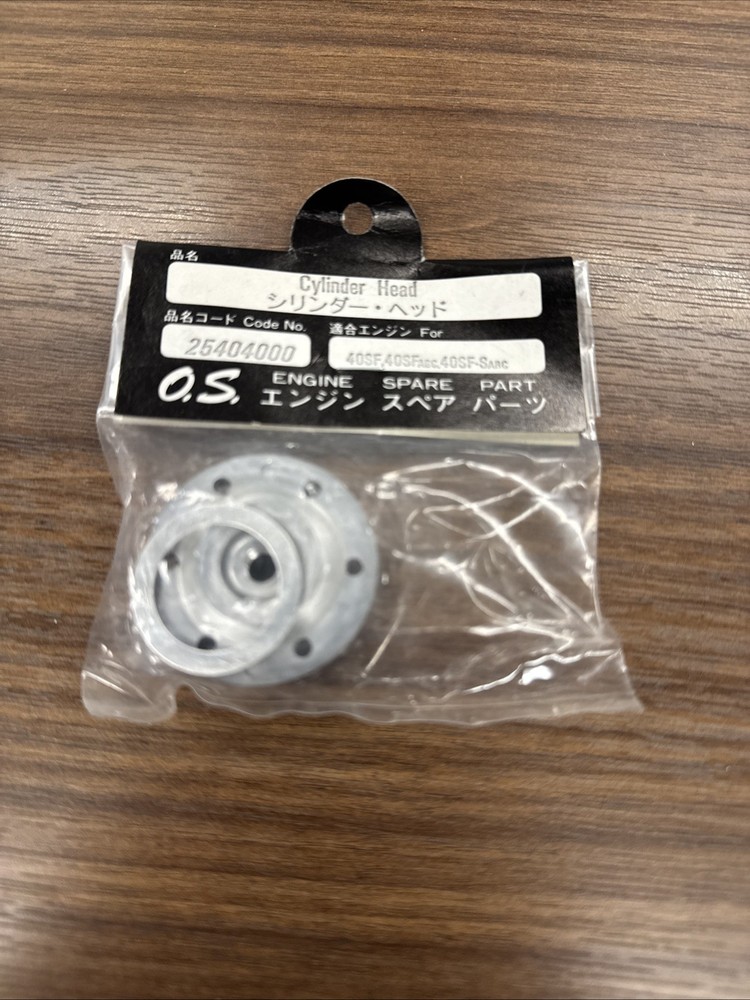 品名
Cylinder Head
シリンダー・ヘッド
品名コード Code No. 適合エンジン For
25404000 40SF,40SFABC,40SF-SABC
O.S. ENGINE SPARE PART
エンジン スペア パーツ